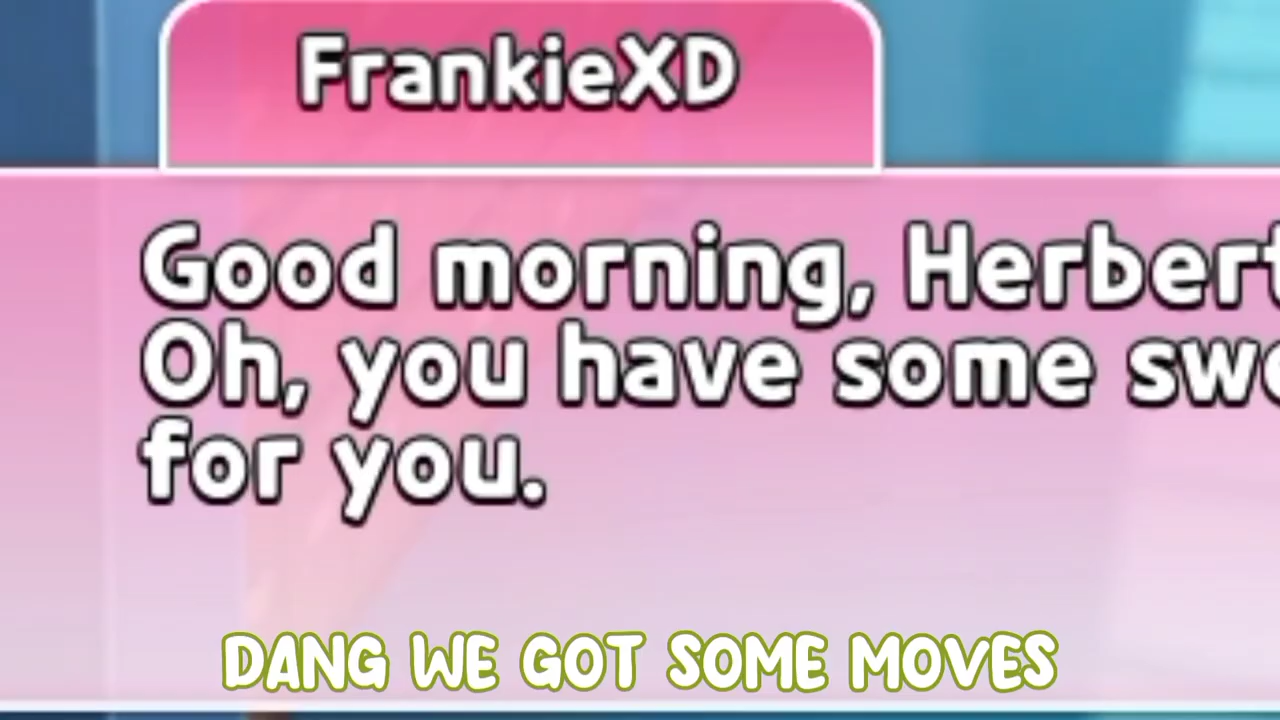 FrankieXD
Good morning, Herbert
Oh, you have some
for you.
DANG WE GOT SOME MOVES